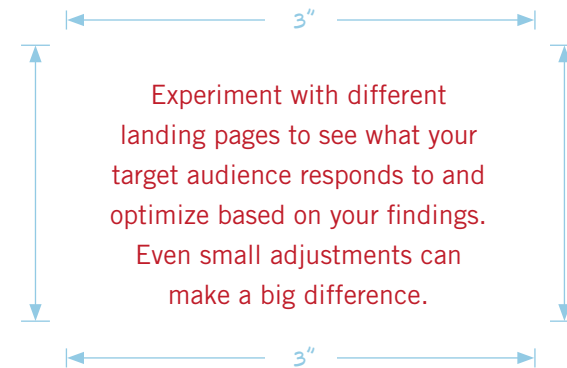 3"
Experiment with different
landing pages to see what your
target audience responds to and
optimize based on your findings.
Even small adjustments can
make a big difference.
3"